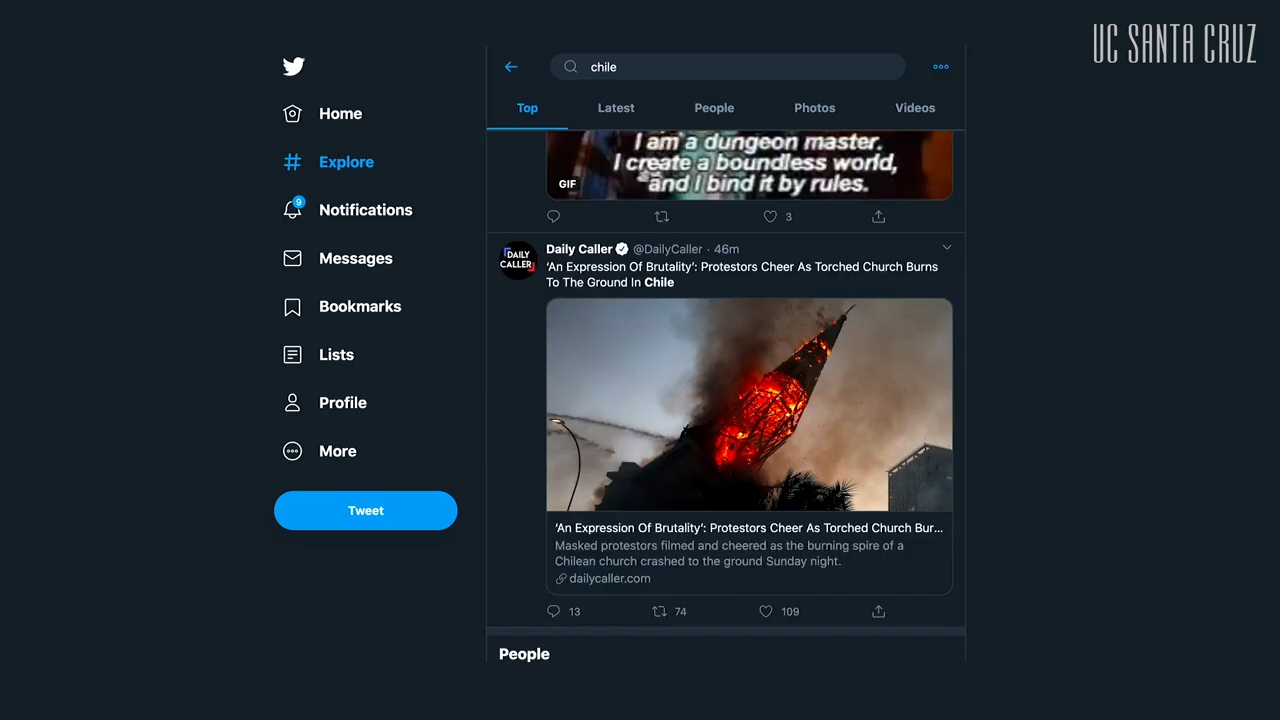 UC SANTA CRUZ
chile
Home
Top
Latest
People
Photos
Videos
I am a dungeon master.
I create a boundless world,
and I bind it by rules.
GIF
Explore
9
Notifications
3
Messages
Daily Caller @DailyCaller · 46m
DAILY
CALLER
‘An Expression Of Brutality’: Protestors Cheer As Torched Church Burns
To The Ground In Chile
Bookmarks
Lists
Profile
More
Tweet
‘An Expression Of Brutality’: Protestors Cheer As Torched Church Bur...
Masked protestors filmed and cheered as the burning spire of a
Chilean church crashed to the ground Sunday night.
dailycaller.com
13
74
109
People